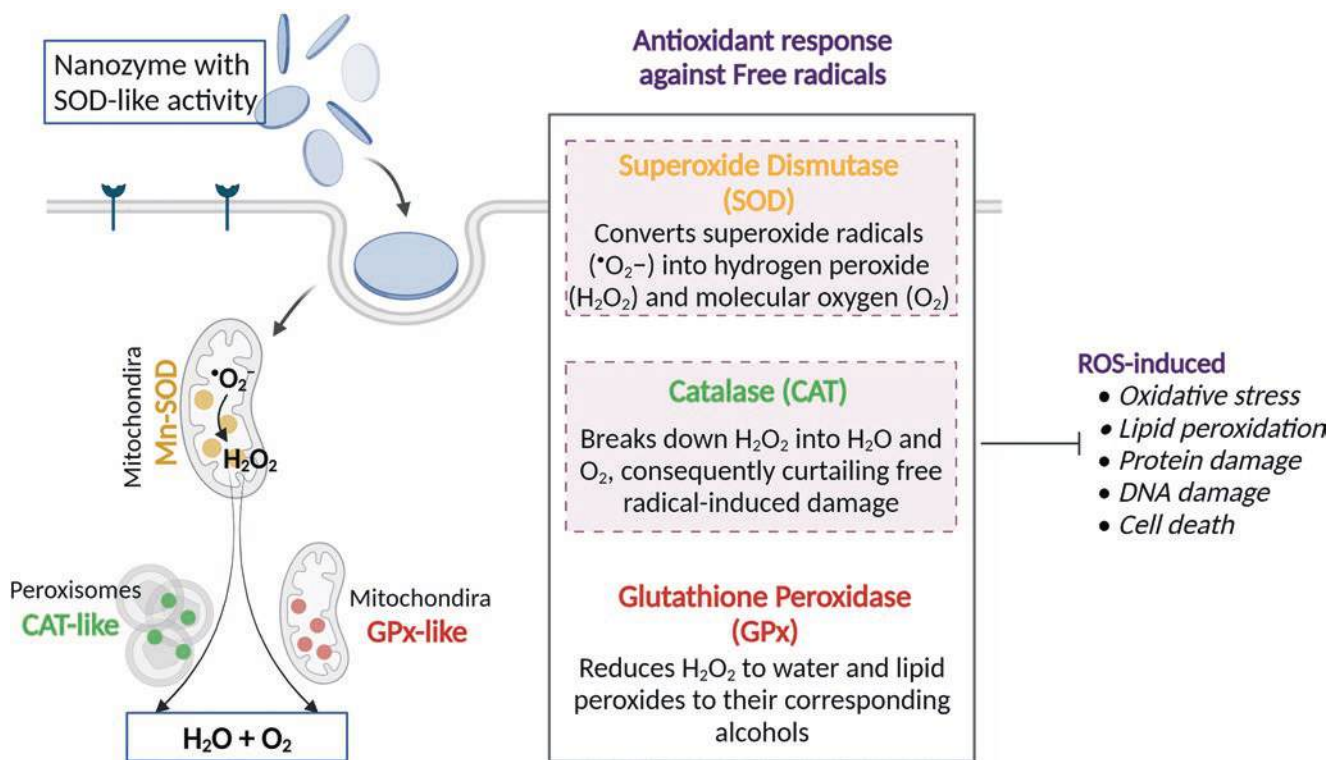 Nanozyme with
SOD-like activity
Mitochondira
Mn-SOD
•O₂⁻
H₂O₂
Peroxisomes
CAT-like
Mitochondira
GPx-like
H₂O + O₂
Antioxidant response
against Free radicals
Superoxide Dismutase
(SOD)
Converts superoxide radicals
(•O₂−) into hydrogen peroxide
(H₂O₂) and molecular oxygen (O₂)
Catalase (CAT)
Breaks down H₂O₂ into H₂O and
O₂, consequently curtailing free
radical-induced damage
Glutathione Peroxidase
(GPx)
Reduces H₂O₂ to water and lipid
peroxides to their corresponding
alcohols
ROS-induced
• Oxidative stress
• Lipid peroxidation
• Protein damage
• DNA damage
• Cell death